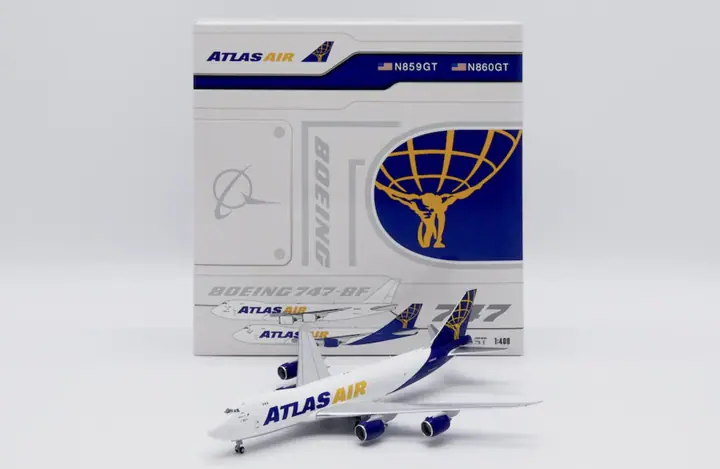 ATLAS AIR
N859GT N860GT
BOEING
BOEING 747-8F
ATLAS AIR
ATLAS AIR
747
1:400
ATLAS AIR